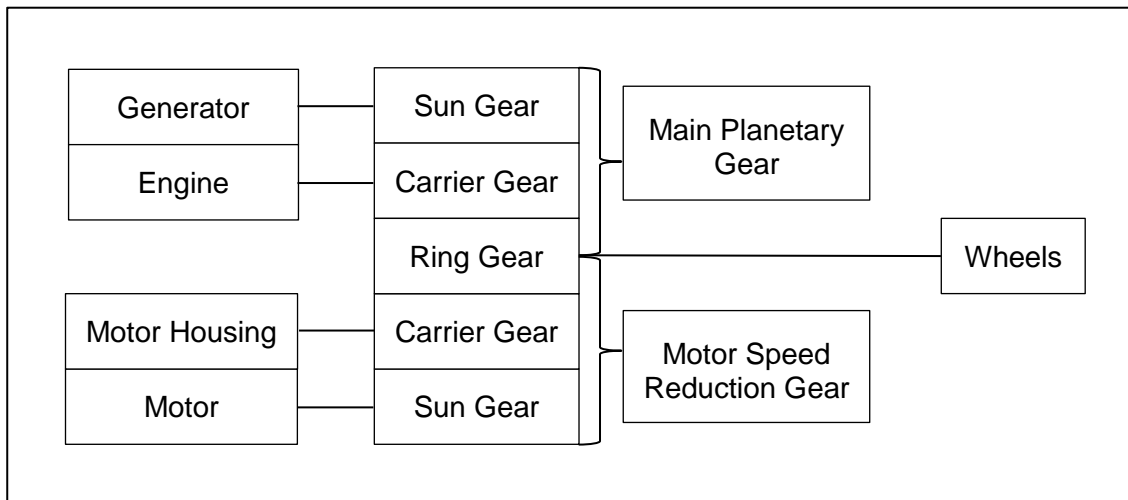 Generator
Engine
Sun Gear
Carrier Gear
Ring Gear
Carrier Gear
Sun Gear
Main Planetary
Gear
Wheels
Motor Housing
Motor
Motor Speed
Reduction Gear